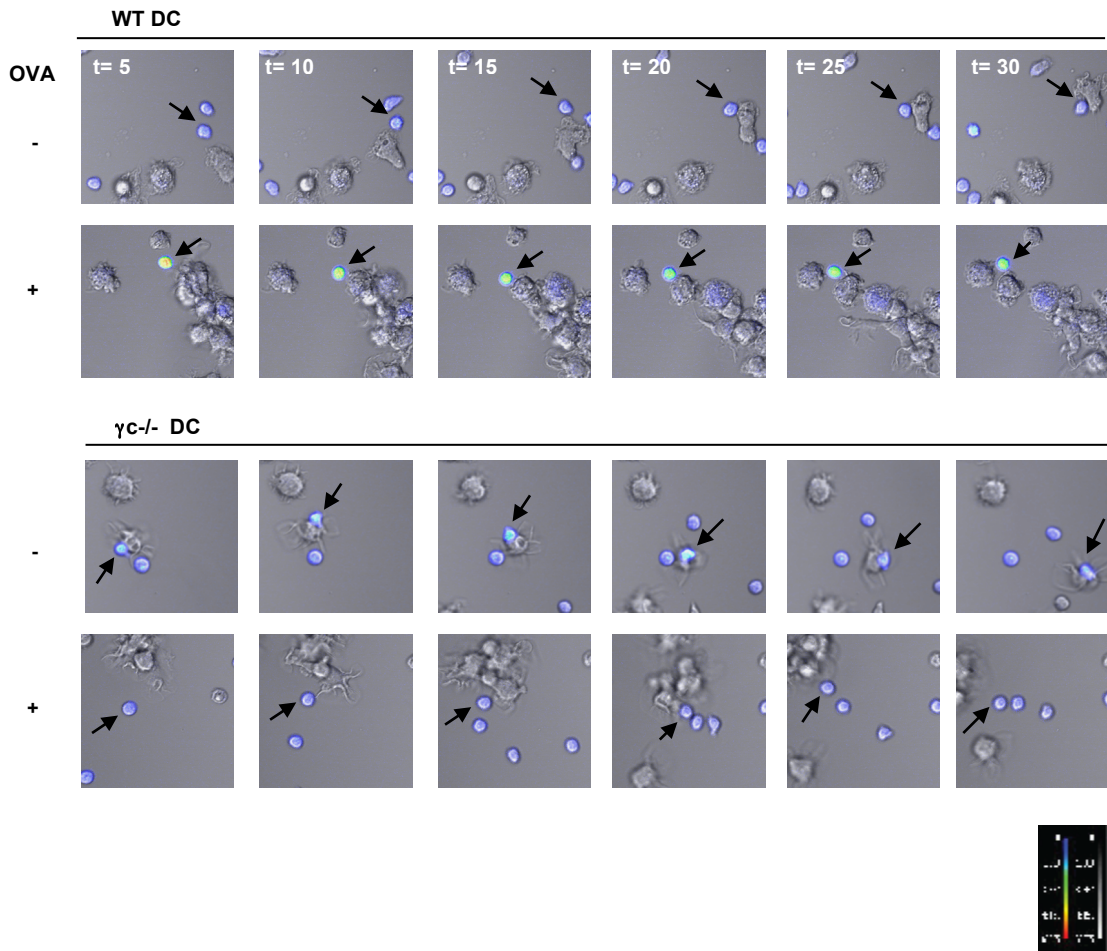 WT DC
OVA
t= 5 t= 10 t= 15 t= 20 t= 25 t= 30
-
+
γc-/- DC
-
+